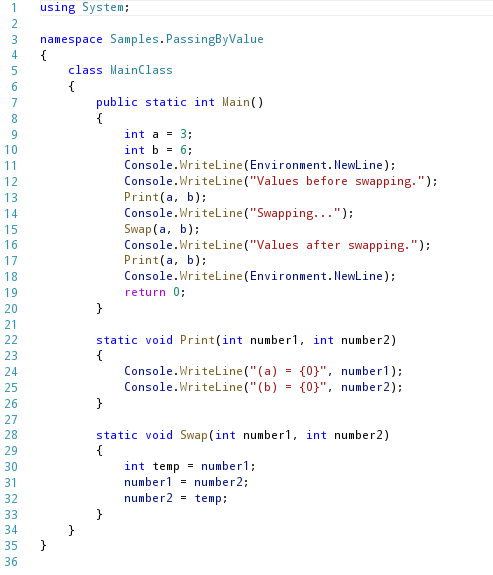 1 using System;
2
3 namespace Samples.PassingByValue
4 {
5     class MainClass
6     {
7         public static int Main()
8         {
9             int a = 3;
10             int b = 6;
11             Console.WriteLine(Environment.NewLine);
12             Console.WriteLine("Values before swapping.");
13             Print(a, b);
14             Console.WriteLine("Swapping...");
15             Swap(a, b);
16             Console.WriteLine("Values after swapping.");
17             Print(a, b);
18             Console.WriteLine(Environment.NewLine);
19             return 0;
20         }
21
22         static void Print(int number1, int number2)
23         {
24             Console.WriteLine("(a) = {0}", number1);
25             Console.WriteLine("(b) = {0}", number2);
26         }
27
28         static void Swap(int number1, int number2)
29         {
30             int temp = number1;
31             number1 = number2;
32             number2 = temp;
33         }
34     }
35 }
36